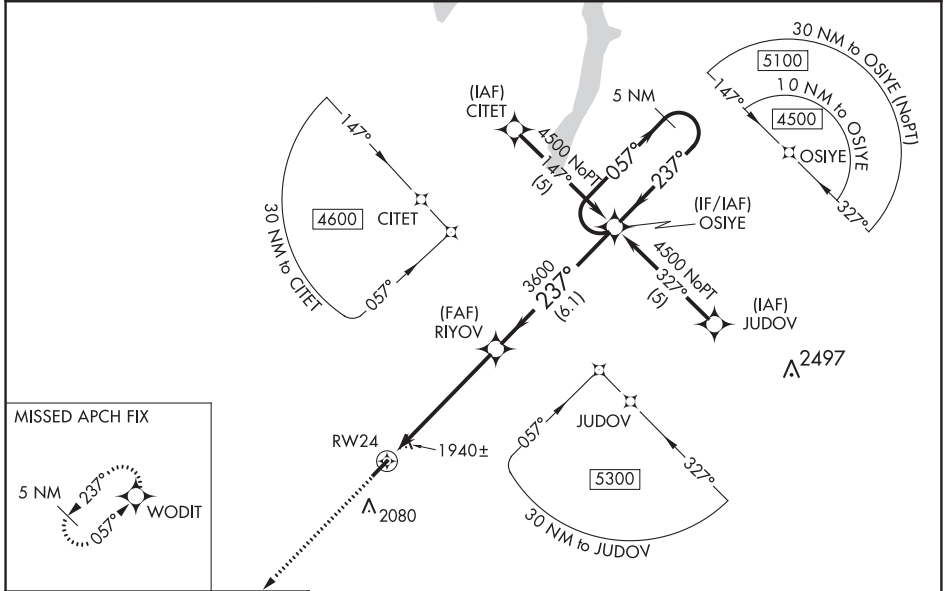 30 NM to OSIYE (NoPT)
5100
10 NM to OSIYE
4500
147°
OSIYE
327°
(IAF)
CITET
5 NM
4500 NoPT
147°
(5)
057°
237°
(IF/IAF)
OSIYE
147°
4600
CITET
30 NM to CITET
057°
3600
237°
(6.1)
4500 NoPT
327°
(5)
(IAF)
JUDOV
(FAF)
RIYOV
2497
JUDOV
057°
327°
5300
30 NM to JUDOV
RW24
1940±
2080
MISSED APCH FIX
5 NM
237°
057°
WODIT